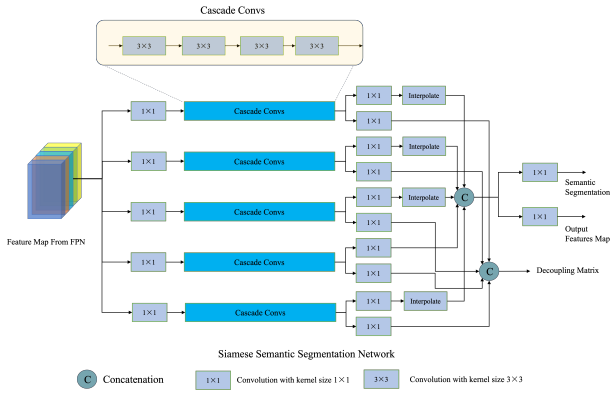 Cascade Convs
3×3 3×3 3×3 3×3
1×1 Cascade Convs 1×1 Interpolate
1×1
1×1 Cascade Convs 1×1 Interpolate
1×1
1×1 Semantic Segmentation
1×1 Cascade Convs 1×1 Interpolate
C
1×1
1×1 Output Features Map
Feature Map From FPN
1×1 Cascade Convs 1×1
1×1
C Decoupling Matrix
1×1 Cascade Convs 1×1 Interpolate
1×1
Siamese Semantic Segmentation Network
C Concatenation 1×1 Convolution with kernel size 1×1 3×3 Convolution with kernel size 3×3